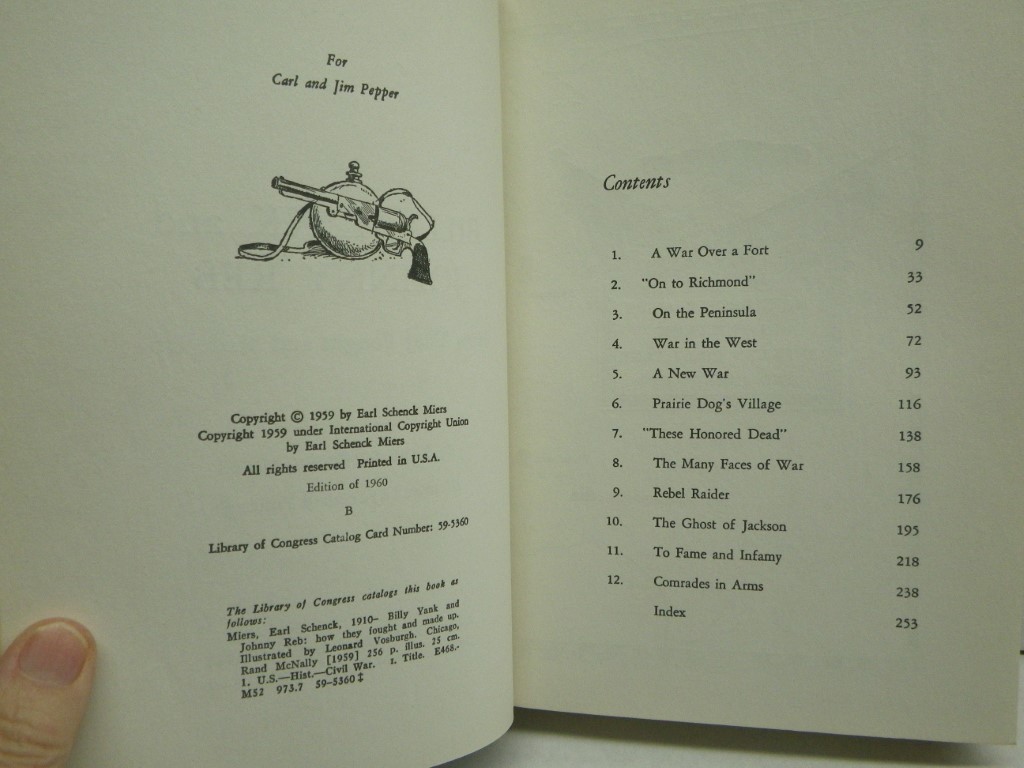 For
Carl and Jim Pepper
Copyright © 1959 by Earl Schenck Miers
Copyright 1959 under International Copyright Union
by Earl Schenck Miers
All rights reserved Printed in U.S.A.
Edition of 1960
B
Library of Congress Catalog Card Number: 59-5360
The Library of Congress catalogs this book as
follows:
Miers, Earl Schenck, 1910– Billy Yank and
Johnny Reb: how they fought and made up.
Illustrated by Leonard Vosburgh. Chicago,
Rand McNally [1959] 256 p. illus. 25 cm.
1. U.S.—Hist.—Civil War. I. Title. E468.-
M52 973.7 59–5360‡
Contents
1. A War Over a Fort 9
2. "On to Richmond" 33
3. On the Peninsula 52
4. War in the West 72
5. A New War 93
6. Prairie Dog's Village 116
7. "These Honored Dead" 138
8. The Many Faces of War 158
9. Rebel Raider 176
10. The Ghost of Jackson 195
11. To Fame and Infamy 218
12. Comrades in Arms 238
Index 253